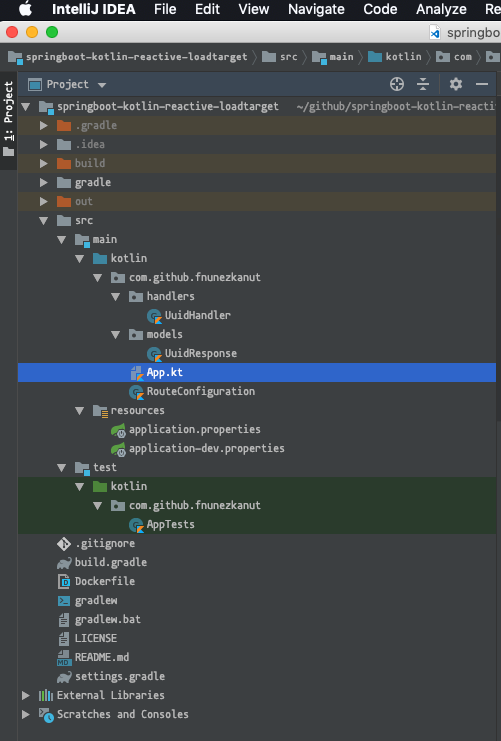 IntelliJ IDEA File Edit View Navigate Code Analyze Re
springbo
springboot-kotlin-reactive-loadtarget src main kotlin com
1: Project
Project
springboot-kotlin-reactive-loadtarget ~/github/springboot-kotlin-reactiv
.gradle
.idea
build
gradle
out
src
main
kotlin
com.github.fnunezkanut
handlers
UuidHandler
models
UuidResponse
App.kt
RouteConfiguration
resources
application.properties
application-dev.properties
test
kotlin
com.github.fnunezkanut
AppTests
.gitignore
build.gradle
Dockerfile
gradlew
gradlew.bat
LICENSE
README.md
settings.gradle
External Libraries
Scratches and Consoles